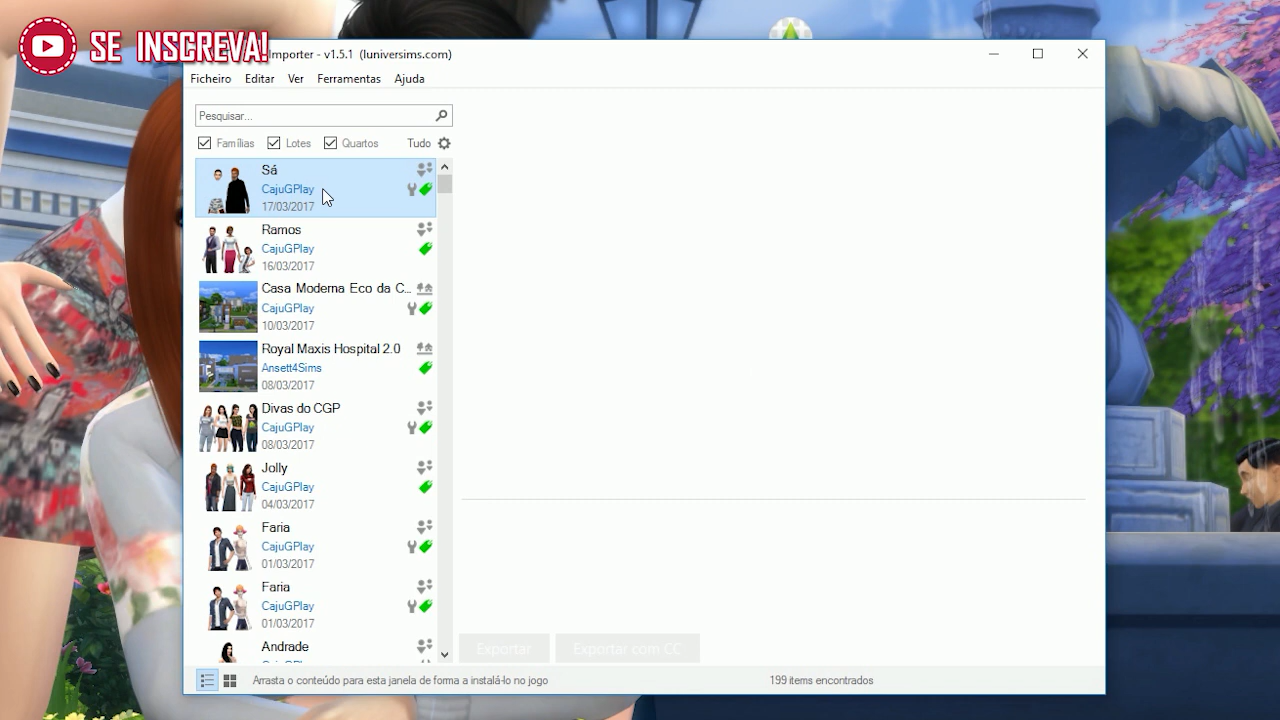 SE INSCREVA!
Importer - v1.5.1 (luniversims.com)
Ficheiro Editar Ver Ferramentas Ajuda
Pesquisar...
Famílias Lotes Quartos Tudo
Sá
CajuGPlay
17/03/2017
Ramos
CajuGPlay
16/03/2017
Casa Moderna Eco da C...
CajuGPlay
10/03/2017
Royal Maxis Hospital 2.0
Ansett4Sims
08/03/2017
Divas do CGP
CajuGPlay
08/03/2017
Jolly
CajuGPlay
04/03/2017
Faria
CajuGPlay
01/03/2017
Faria
CajuGPlay
01/03/2017
Andrade
Exportar Exportar com CC
Arrasta o conteúdo para esta janela de forma a instalá-lo no jogo 199 items encontrados